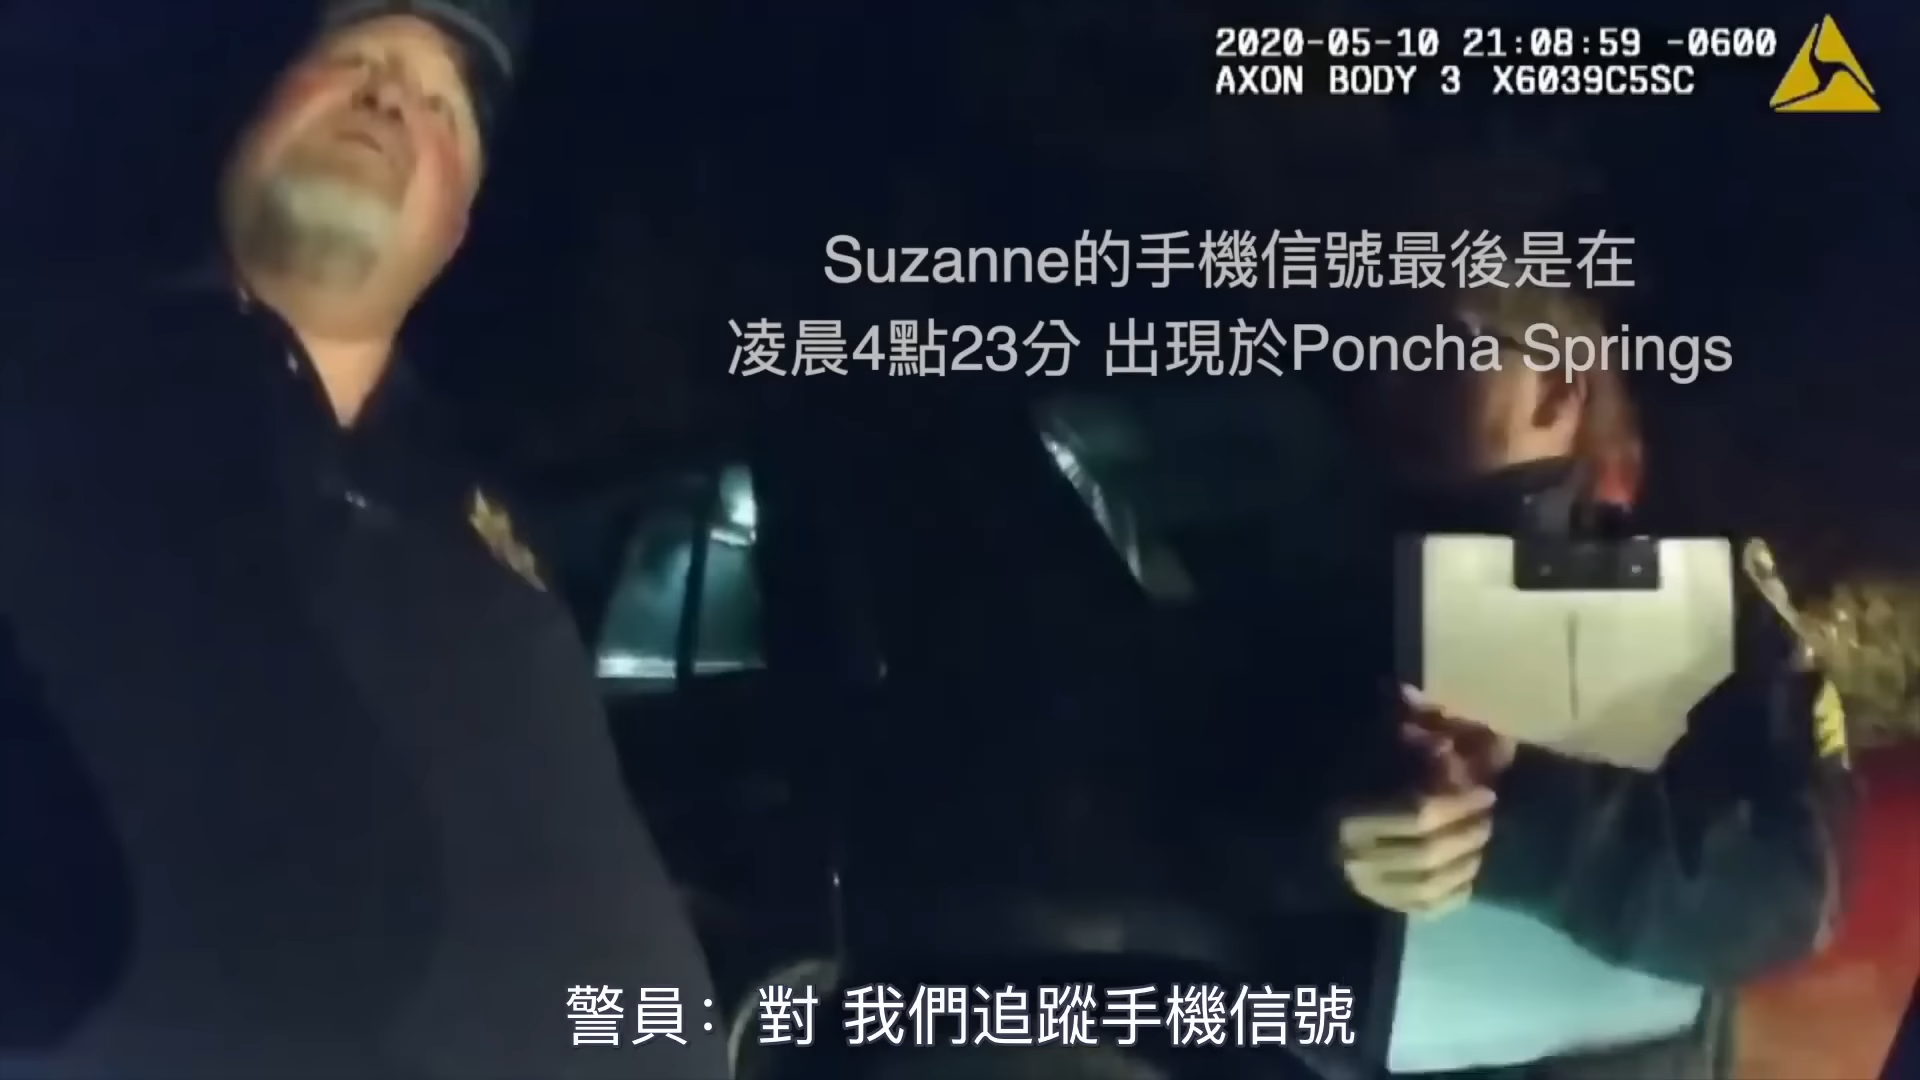 2020-05-10 21:08:59 -0600
AXON BODY 3 X6039C5SC
Suzanne的手機信號最後是在
凌晨4點23分 出現於Poncha Springs
警員：對 我們追蹤手機信號